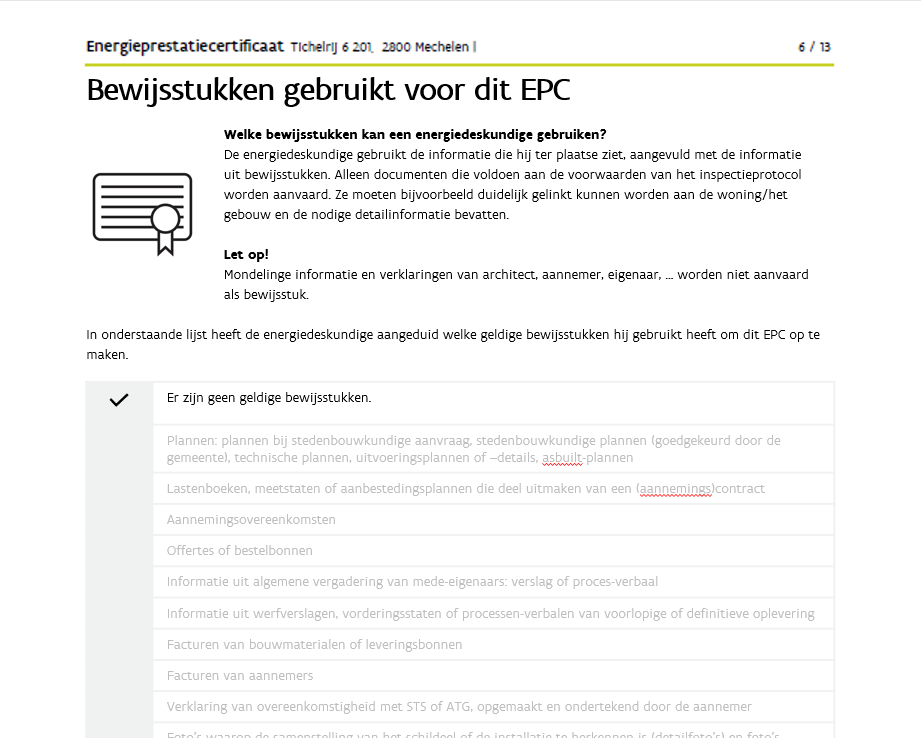 Energieprestatiecertificaat Tichelrij 6 201, 2800 Mechelen | 6 / 13
Bewijsstukken gebruikt voor dit EPC
Welke bewijsstukken kan een energiedeskundige gebruiken?
De energiedeskundige gebruikt de informatie die hij ter plaatse ziet, aangevuld met de informatie
uit bewijsstukken. Alleen documenten die voldoen aan de voorwaarden van het inspectieprotocol
worden aanvaard. Ze moeten bijvoorbeeld duidelijk gelinkt kunnen worden aan de woning/het
gebouw en de nodige detailinformatie bevatten.
Let op!
Mondelinge informatie en verklaringen van architect, aannemer, eigenaar, … worden niet aanvaard
als bewijsstuk.
In onderstaande lijst heeft de energiedeskundige aangeduid welke geldige bewijsstukken hij gebruikt heeft om dit EPC op te
maken.
Er zijn geen geldige bewijsstukken.
Plannen: plannen bij stedenbouwkundige aanvraag, stedenbouwkundige plannen (goedgekeurd door de
gemeente), technische plannen, uitvoeringsplannen of –details, asbuilt-plannen
Lastenboeken, meetstaten of aanbestedingsplannen die deel uitmaken van een (aannemings)contract
Aannemingsovereenkomsten
Offertes of bestelbonnen
Informatie uit algemene vergadering van mede-eigenaars: verslag of proces-verbaal
Informatie uit werfverslagen, vorderingsstaten of processen-verbalen van voorlopige of definitieve oplevering
Facturen van bouwmaterialen of leveringsbonnen
Facturen van aannemers
Verklaring van overeenkomstigheid met STS of ATG, opgemaakt en ondertekend door de aannemer
Foto's waarop de samenstelling van het schildeel of de installatie te herkennen is (detailfoto's) en foto's